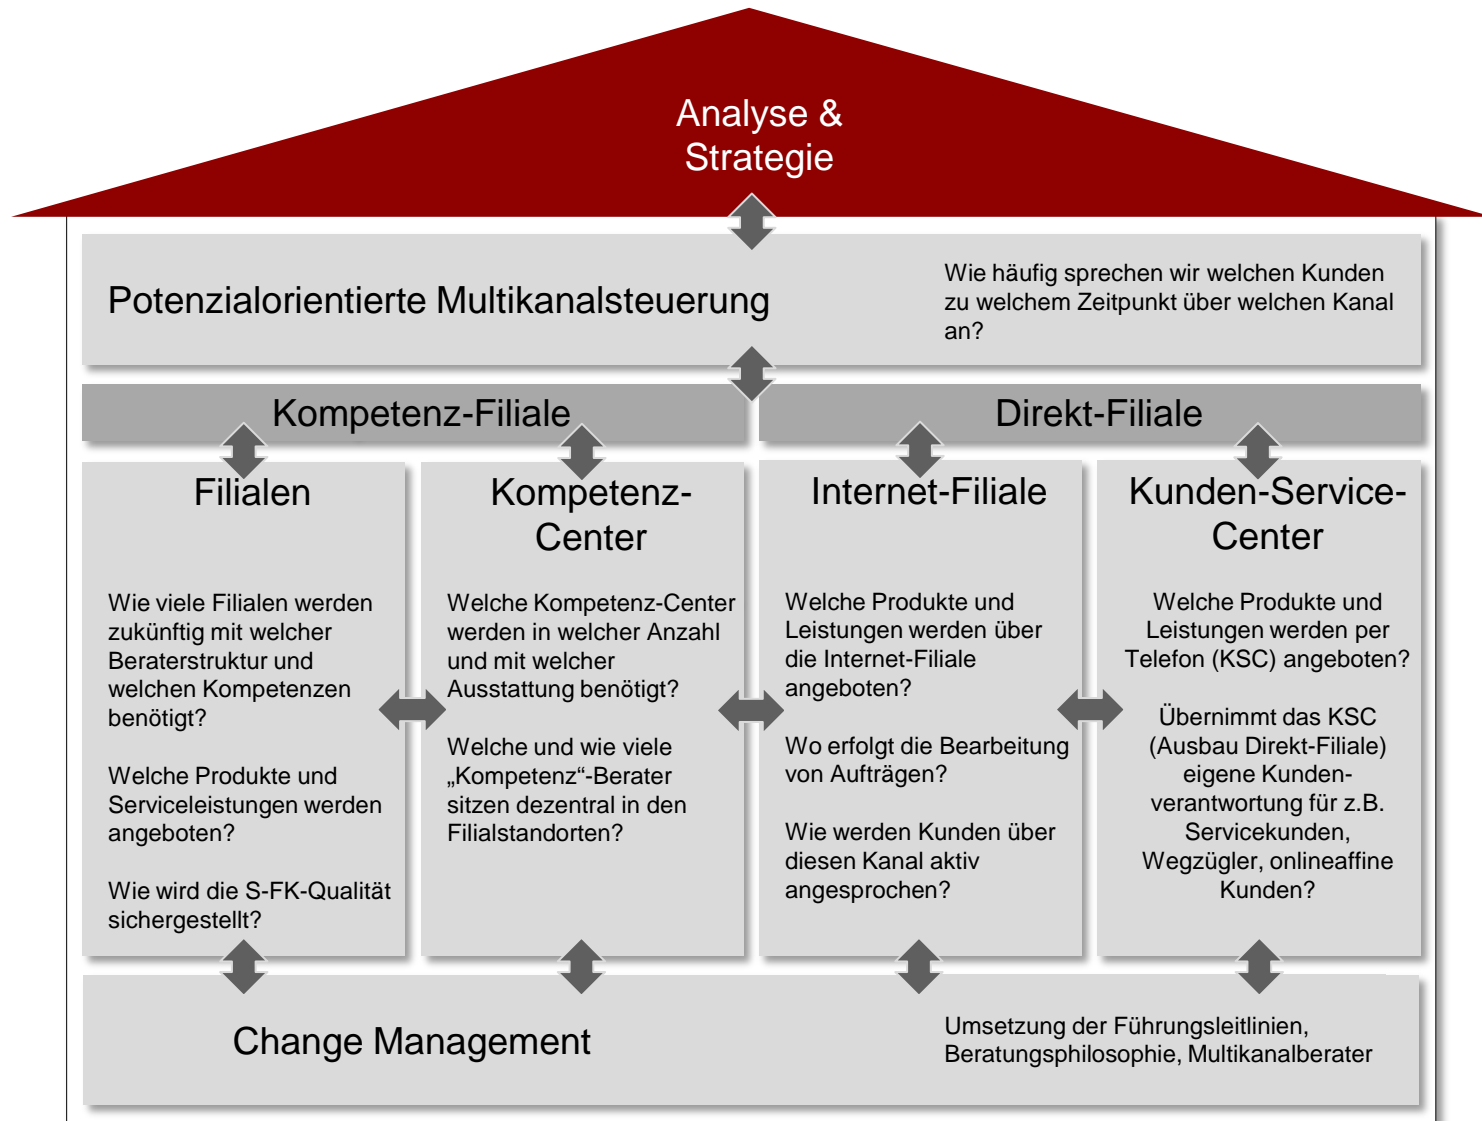 Analyse &
Strategie
Potenzialorientierte Multikanalsteuerung
Wie häufig sprechen wir welchen Kunden
zu welchem Zeitpunkt über welchen Kanal
an?
Kompetenz-Filiale
Direkt-Filiale
Filialen
Wie viele Filialen werden
zukünftig mit welcher
Beraterstruktur und
welchen Kompetenzen
benötigt?
Welche Produkte und
Serviceleistungen werden
angeboten?
Wie wird die S-FK-Qualität
sichergestellt?
Kompetenz-
Center
Welche Kompetenz-Center
werden in welcher Anzahl
und mit welcher
Ausstattung benötigt?
Welche und wie viele
„Kompetenz“-Berater
sitzen dezentral in den
Filialstandorten?
Internet-Filiale
Welche Produkte und
Leistungen werden über
die Internet-Filiale
angeboten?
Wo erfolgt die Bearbeitung
von Aufträgen?
Wie werden Kunden über
diesen Kanal aktiv
angesprochen?
Kunden-Service-
Center
Welche Produkte und
Leistungen werden per
Telefon (KSC) angeboten?
Übernimmt das KSC
(Ausbau Direkt-Filiale)
eigene Kunden-
verantwortung für z.B.
Servicekunden,
Wegzügler, onlineaffine
Kunden?
Change Management
Umsetzung der Führungsleitlinien,
Beratungsphilosophie, Multikanalberater